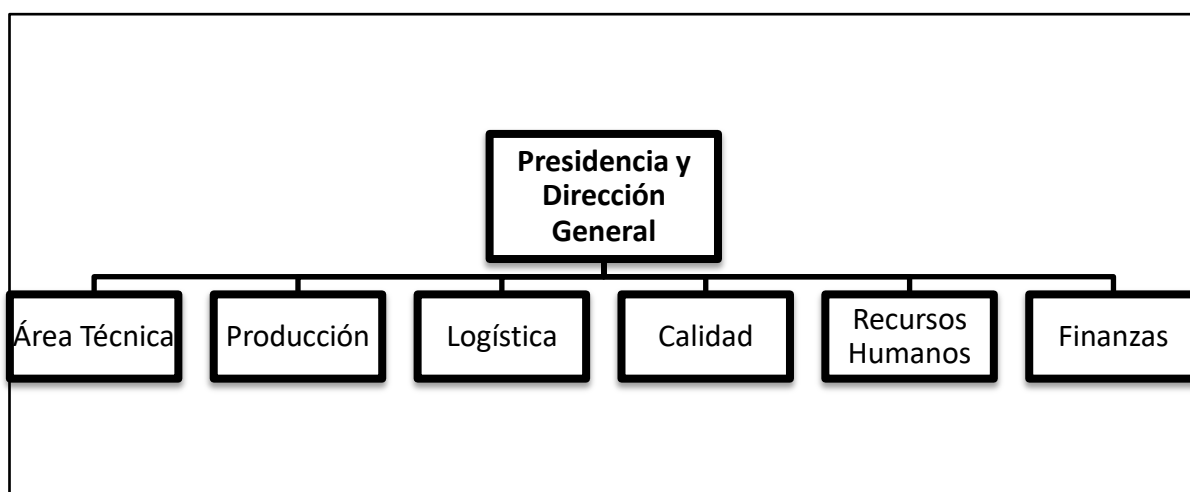 Presidencia y
Dirección
General
Área Técnica
Producción
Logística
Calidad
Recursos
Humanos
Finanzas